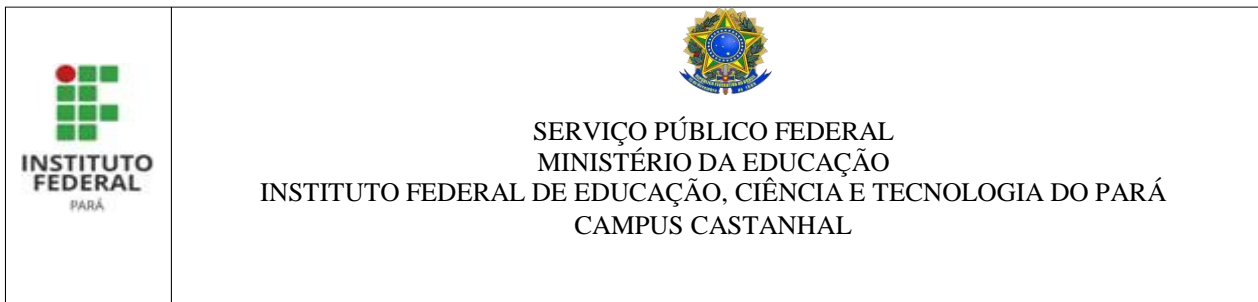 INSTITUTO
FEDERAL
PARÁ
SERVIÇO PÚBLICO FEDERAL
MINISTÉRIO DA EDUCAÇÃO
INSTITUTO FEDERAL DE EDUCAÇÃO, CIÊNCIA E TECNOLOGIA DO PARÁ
CAMPUS CASTANHAL